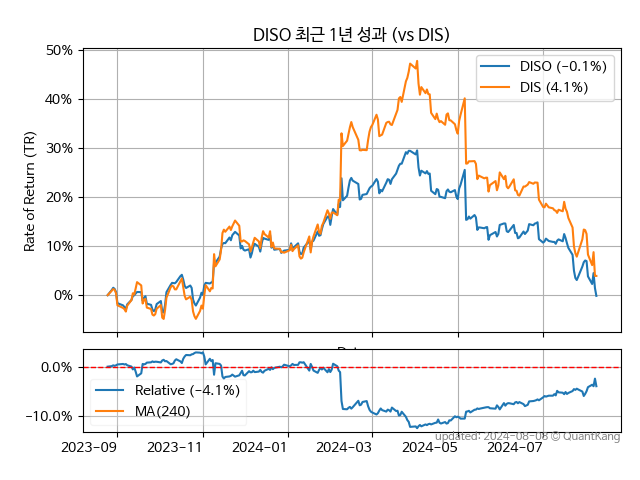 DISO 최근 1년 성과 (vs DIS)
50%
40%
30%
20%
10%
0%
Rate of Return (TR)
DISO (−0.1%)
DIS (4.1%)
0.0%
−10.0%
Relative (−4.1%)
MA(240)
updated: 2024-08-08 © QuantKang
2023−09
2023−11
2024−01
2024−03
2024−05
2024−07